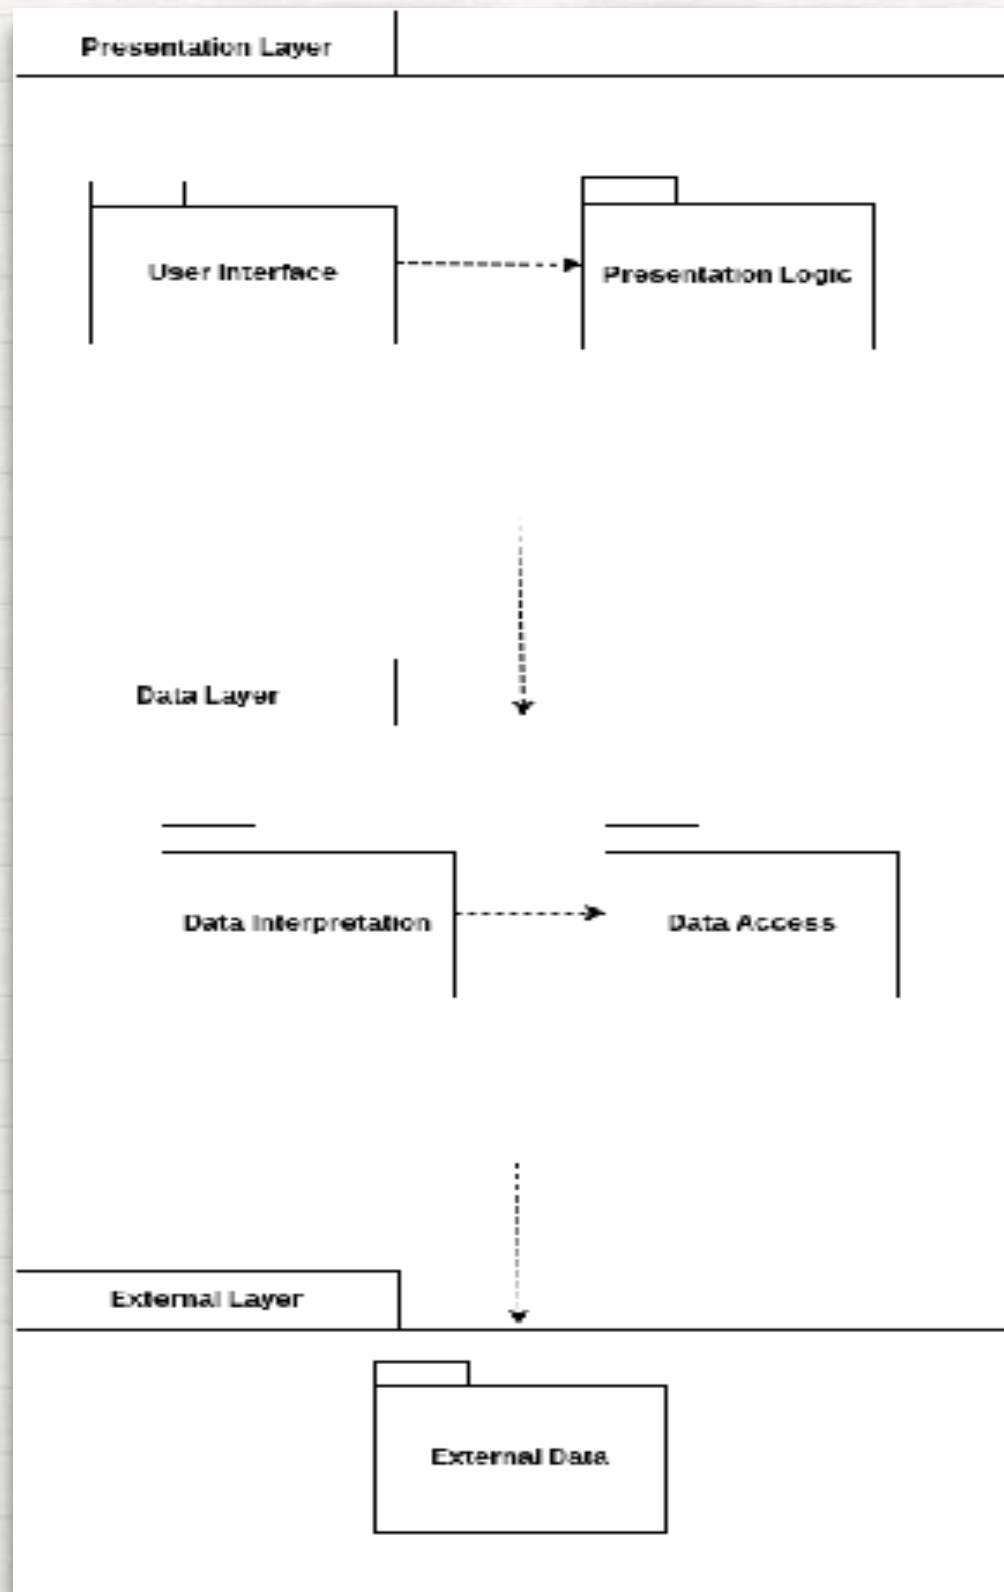 Presentation Layer
User Interface
Presentation Logic
Data Layer
Data Interpretation
Data Access
External Layer
External Data